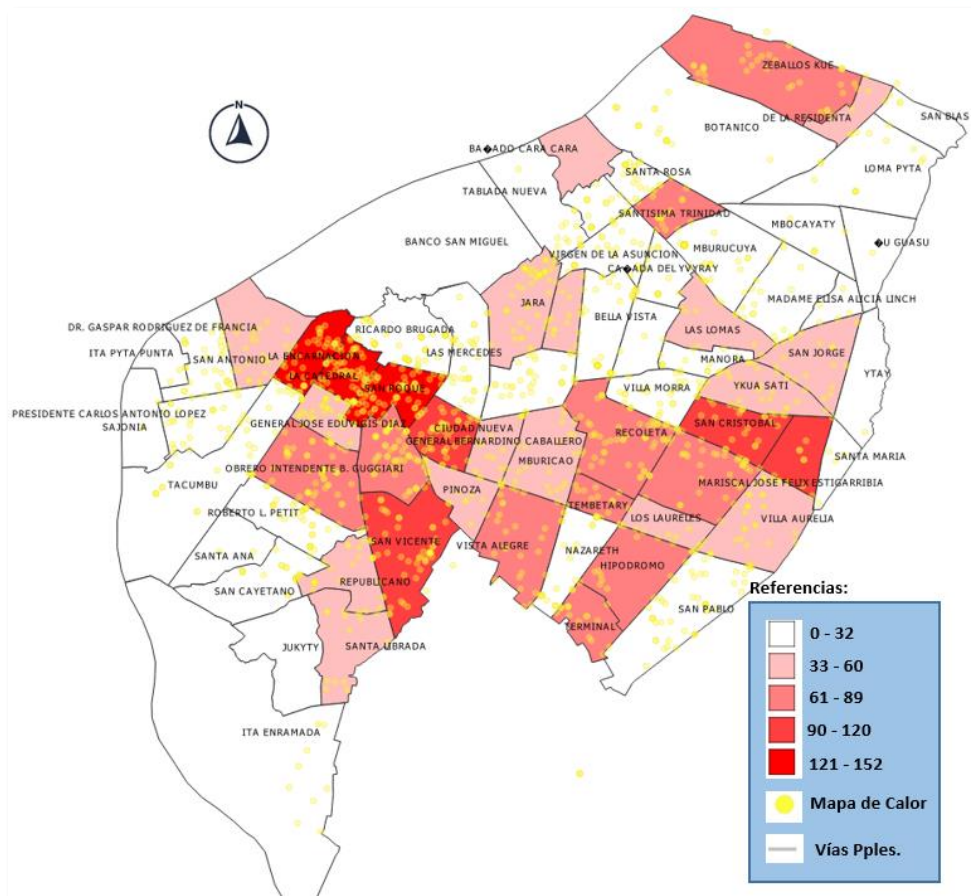 N
ZEBALLOS KUE
DE LA RESIDENTA
SAN BLAS
BOTANICO
BA�ADO CARA CARA
SANTA ROSA
LOMA PYTA
TABLADA NUEVA
SANTISIMA TRINIDAD
MBOCAYATY
BANCO SAN MIGUEL
VIRGEN DE LA ASUNCION
MBURUCUYA
�U GUASU
CA�ADA DEL YVYRAY
MADAME ELISA ALICIA LINCH
JARA
BELLA VISTA
DR. GASPAR RODRIGUEZ DE FRANCIA
RICARDO BRUGADA
LAS LOMAS
ITA PYTA PUNTA
SAN ANTONIO
LA ENCARNACION
LAS MERCEDES
MANORA
SAN JORGE
LA CATEDRAL
SAN ROQUE
VILLA MORRA
YKUA SATI
YTAY
PRESIDENTE CARLOS ANTONIO LOPEZ
SAJONIA
GENERAL JOSE EDUVIGIS DIAZ
CIUDAD NUEVA
GENERAL BERNARDINO CABALLERO
RECOLETA
SAN CRISTOBAL
SANTA MARIA
OBRERO INTENDENTE B. GUGGIARI
MBURICAO
TACUMBU
PINOZA
MARISCAL JOSE FELIX ESTIGARRIBIA
ROBERTO L. PETIT
TEMBETARY
LOS LAURELES
VILLA AURELIA
SAN VICENTE
VISTA ALEGRE
NAZARETH
SANTA ANA
HIPODROMO
SAN CAYETANO
REPUBLICANO
SAN PABLO
TERMINAL
JUKYTY
SANTA LIBRADA
ITA ENRAMADA
Referencias:
0 - 32
33 - 60
61 - 89
90 - 120
121 - 152
Mapa de Calor
Vías Pples.